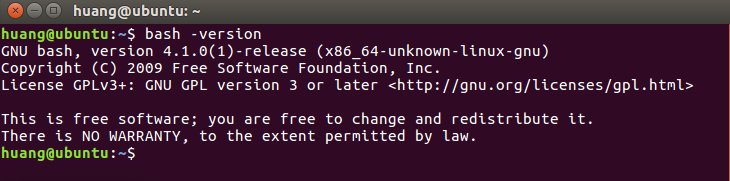 huang@ubuntu: ~
huang@ubuntu:~$ bash -version
GNU bash, version 4.1.0(1)-release (x86_64-unknown-linux-gnu)
Copyright (C) 2009 Free Software Foundation, Inc.
License GPLv3+: GNU GPL version 3 or later <http://gnu.org/licenses/gpl.html>

This is free software; you are free to change and redistribute it.
There is NO WARRANTY, to the extent permitted by law.
huang@ubuntu:~$